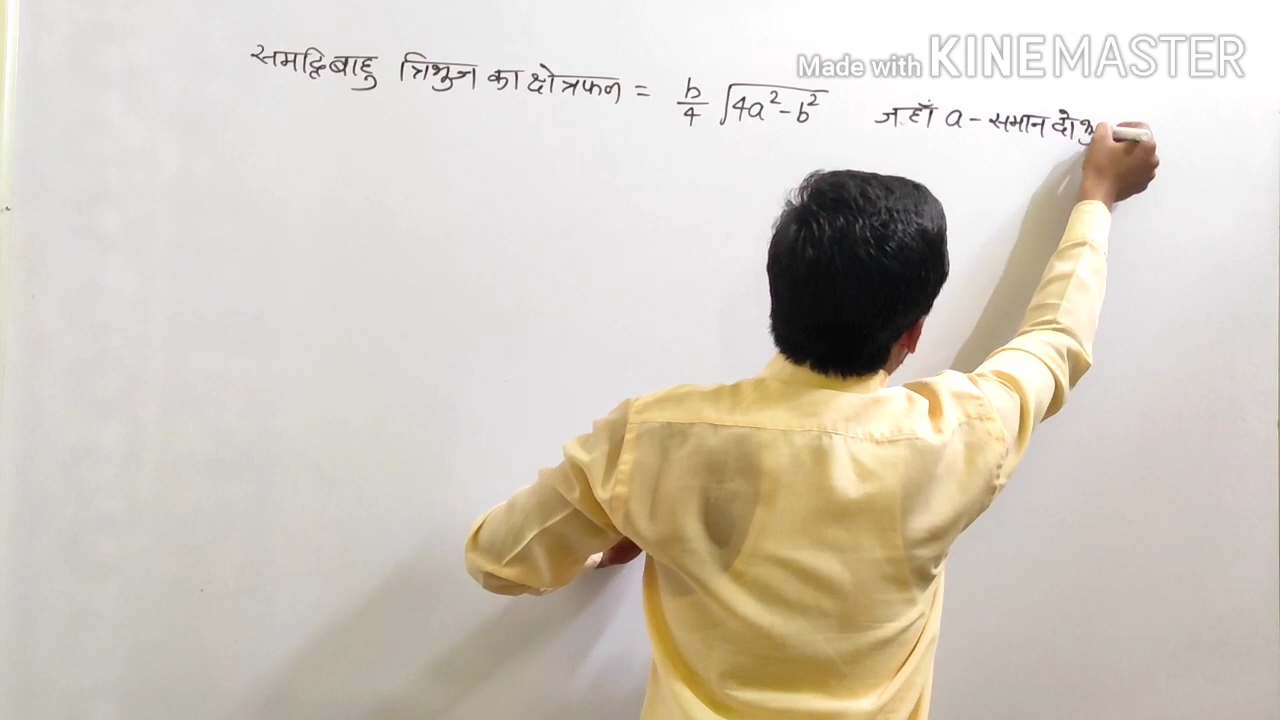 Made with KINEMASTER
समद्विबाहु त्रिभुज का क्षेत्रफल = b/4 √(4a²-b²) जहाँ a - समान दो भु